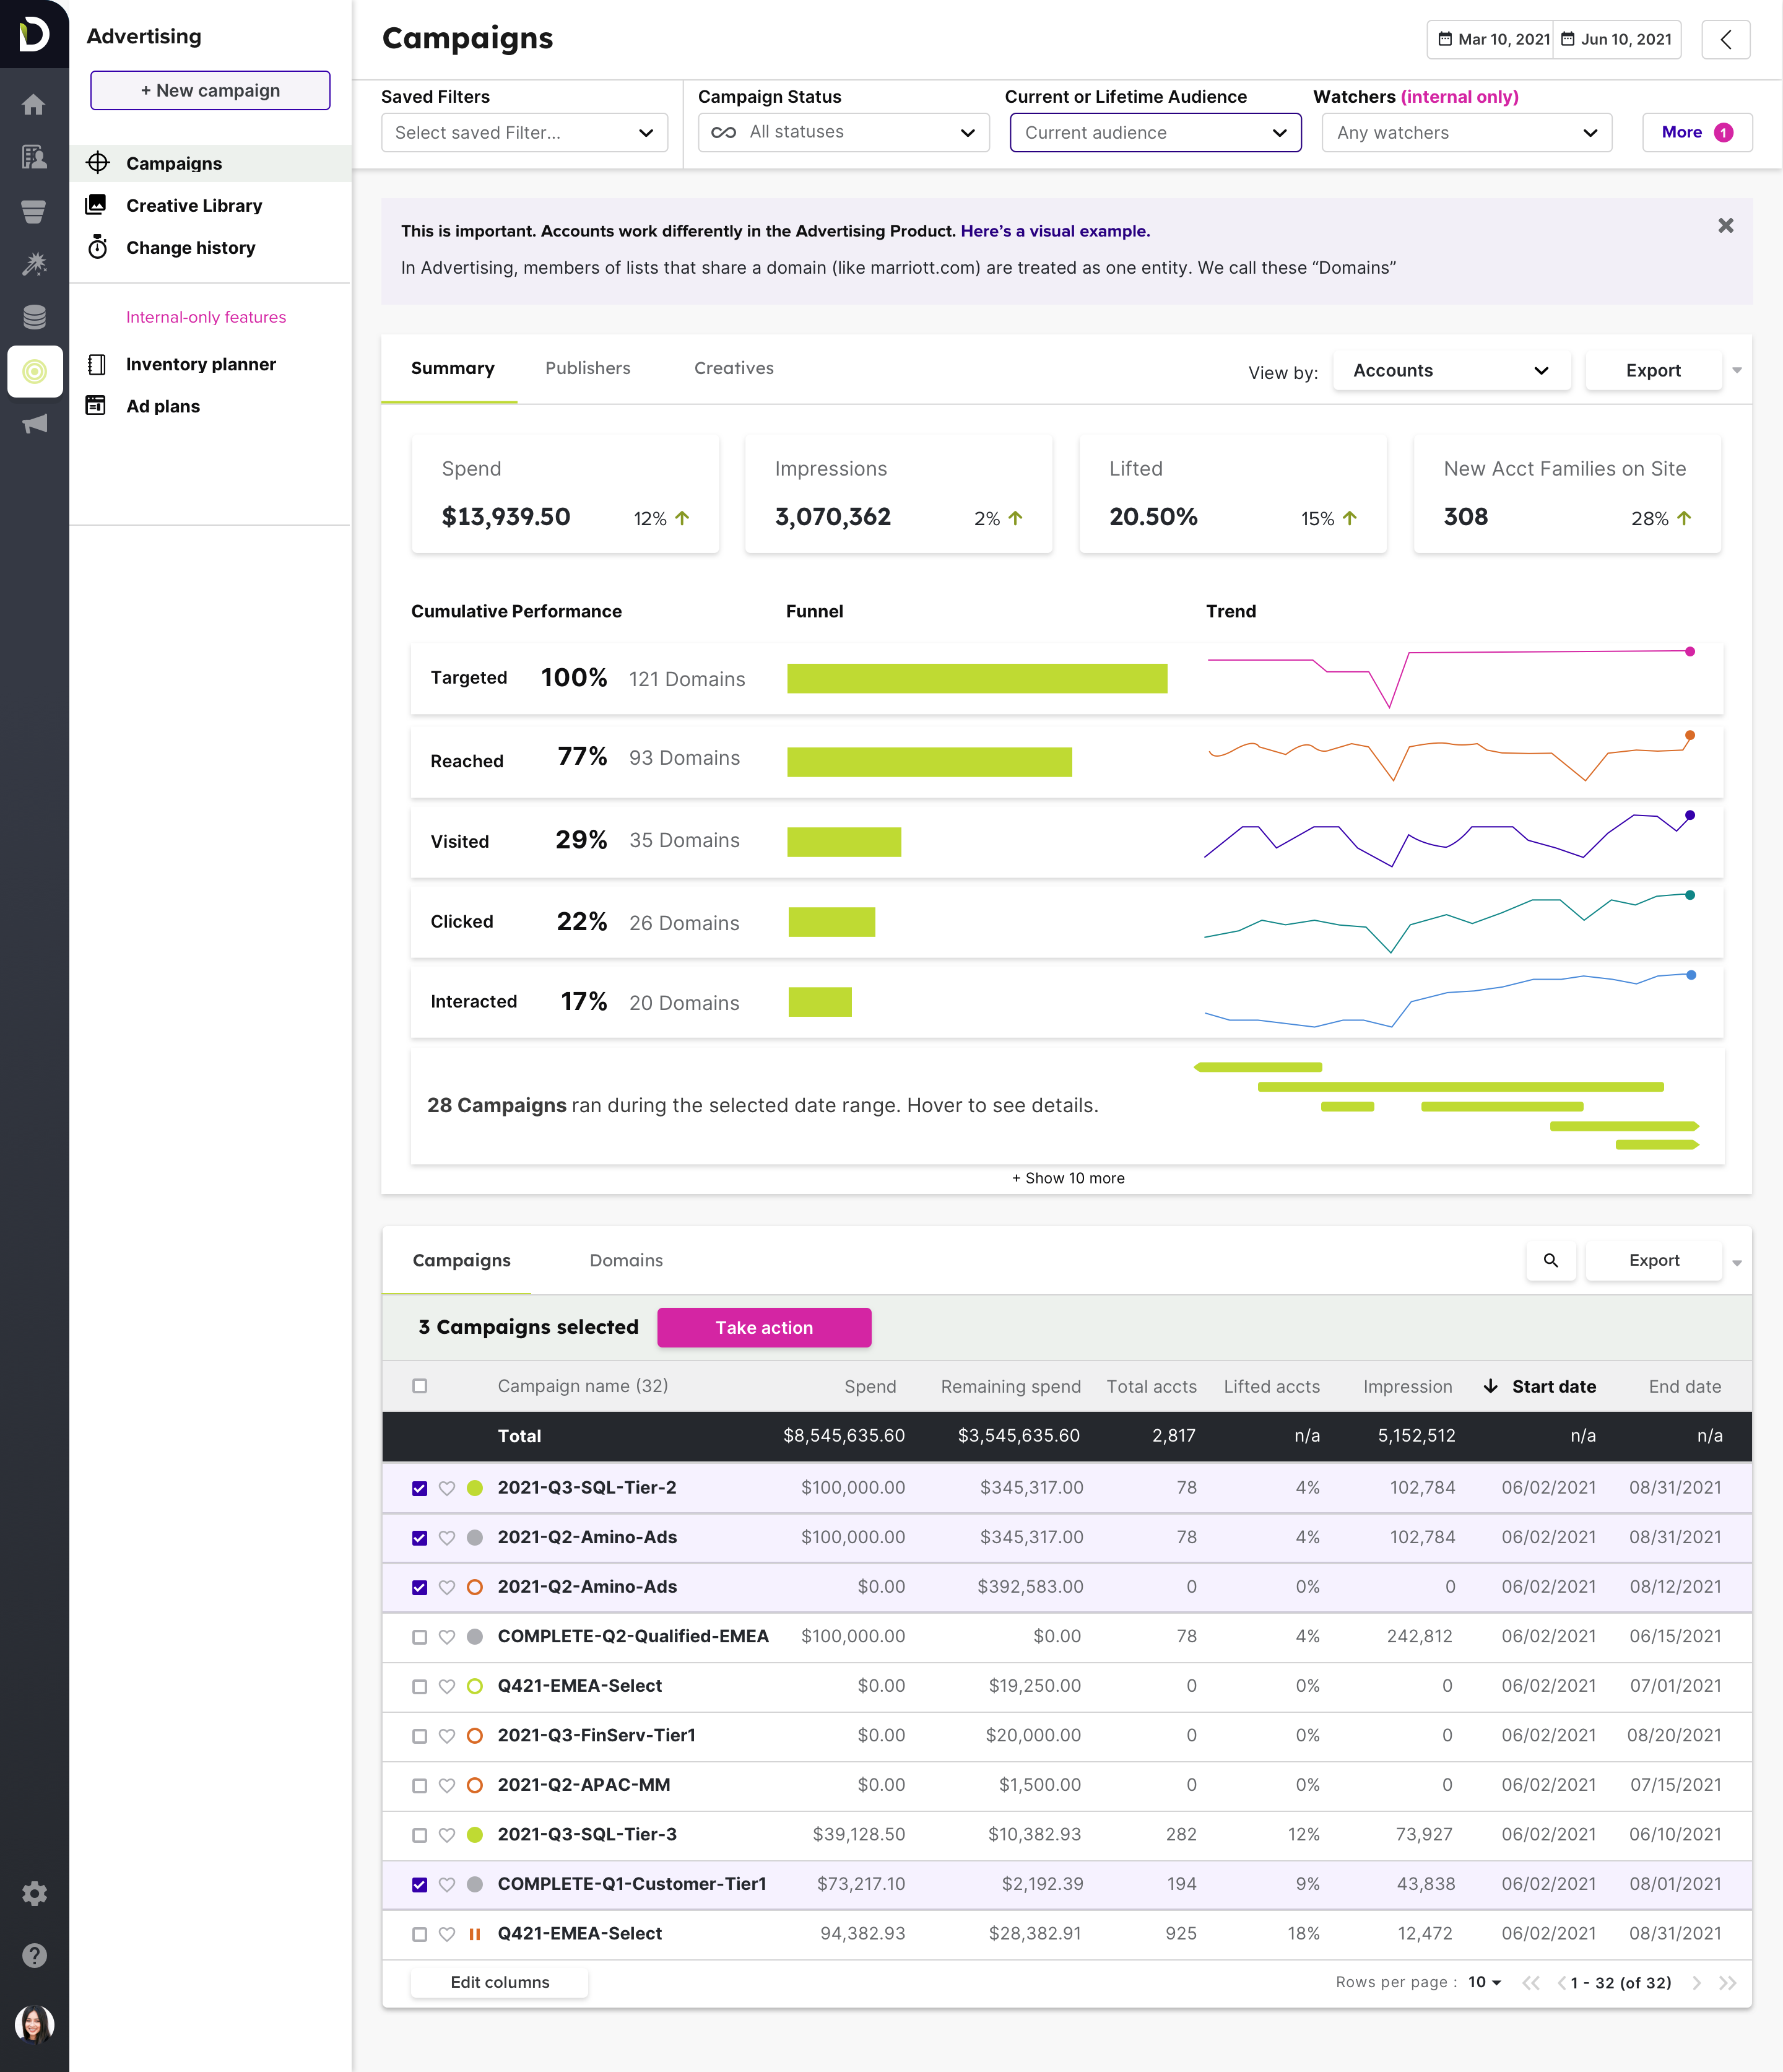 Advertising
+ New campaign
Campaigns
Creative Library
Change history
Internal-only features
Inventory planner
Ad plans
Campaigns
Mar 10, 2021 Jun 10, 2021
Saved Filters
Select saved Filter...
Campaign Status
All statuses
Current or Lifetime Audience
Current audience
Watchers (internal only)
Any watchers
More 1
This is important. Accounts work differently in the Advertising Product. Here’s a visual example.
In Advertising, members of lists that share a domain (like marriott.com) are treated as one entity. We call these “Domains”
Summary Publishers Creatives
View by: Accounts Export
Spend
$13,939.50 12%
Impressions
3,070,362 2%
Lifted
20.50% 15%
New Acct Families on Site
308 28%
Cumulative Performance Funnel Trend
Targeted 100% 121 Domains
Reached 77% 93 Domains
Visited 29% 35 Domains
Clicked 22% 26 Domains
Interacted 17% 20 Domains
28 Campaigns ran during the selected date range. Hover to see details.
+ Show 10 more
Campaigns Domains Export
3 Campaigns selected Take action
Campaign name (32) Spend Remaining spend Total accts Lifted accts Impression Start date End date
Total $8,545,635.60 $3,545,635.60 2,817 n/a 5,152,512 n/a n/a
2021-Q3-SQL-Tier-2 $100,000.00 $345,317.00 78 4% 102,784 06/02/2021 08/31/2021
2021-Q2-Amino-Ads $100,000.00 $345,317.00 78 4% 102,784 06/02/2021 08/31/2021
2021-Q2-Amino-Ads $0.00 $392,583.00 0 0% 0 06/02/2021 08/12/2021
COMPLETE-Q2-Qualified-EMEA $100,000.00 $0.00 78 4% 242,812 06/02/2021 06/15/2021
Q421-EMEA-Select $0.00 $19,250.00 0 0% 0 06/02/2021 07/01/2021
2021-Q3-FinServ-Tier1 $0.00 $20,000.00 0 0% 0 06/02/2021 08/20/2021
2021-Q2-APAC-MM $0.00 $1,500.00 0 0% 0 06/02/2021 07/15/2021
2021-Q3-SQL-Tier-3 $39,128.50 $10,382.93 282 12% 73,927 06/02/2021 06/10/2021
COMPLETE-Q1-Customer-Tier1 $73,217.10 $2,192.39 194 9% 43,838 06/02/2021 08/01/2021
Q421-EMEA-Select 94,382.93 $28,382.91 925 18% 12,472 06/02/2021 08/31/2021
Edit columns Rows per page : 10 1 - 32 (of 32)